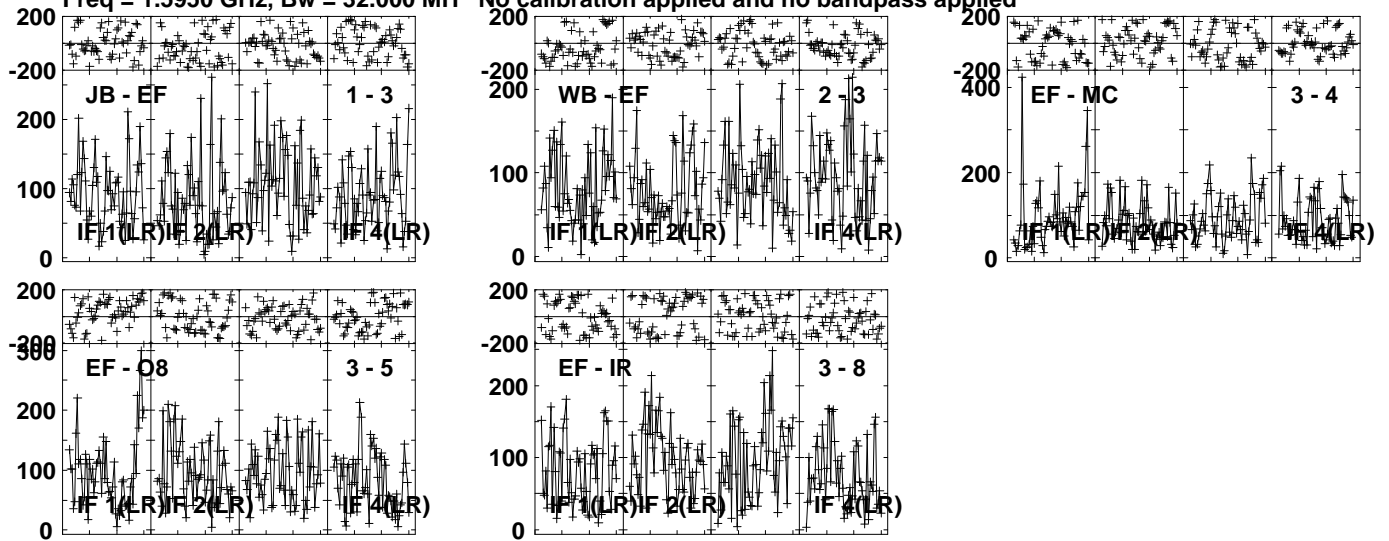 Freq = 1.5950 GHz, Bw = 32.000 MH No calibration applied and no bandpass applied
200
-200
JB - EF 1 - 3
200
100
0
IF 1(LR) IF 2(LR) IF 4(LR)
200
-200
WB - EF 2 - 3
200
100
0
IF 1(LR) IF 2(LR) IF 4(LR)
200
-200
400
EF - MC 3 - 4
200
0
IF 1(LR) IF 2(LR) IF 4(LR)
200
-200
300
EF - O8 3 - 5
200
100
0
IF 1(LR) IF 2(LR) IF 4(LR)
200
-200
EF - IR 3 - 8
200
100
0
IF 1(LR) IF 2(LR) IF 4(LR)